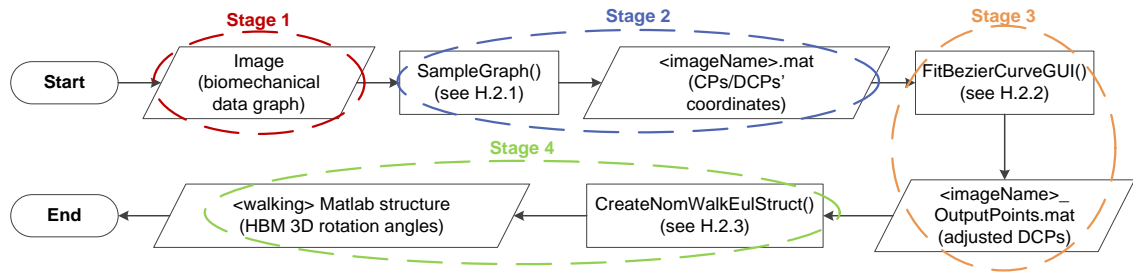 Stage 1
Stage 2
Stage 3
Start
Image
(biomechanical
data graph)
SampleGraph()
(see H.2.1)
<imageName>.mat
(CPs/DCPs'
coordinates)
FitBezierCurveGUI()
(see H.2.2)
Stage 4
End
<walking> Matlab structure
(HBM 3D rotation angles)
CreateNomWalkEulStruct()
(see H.2.3)
<imageName>_
OutputPoints.mat
(adjusted DCPs)